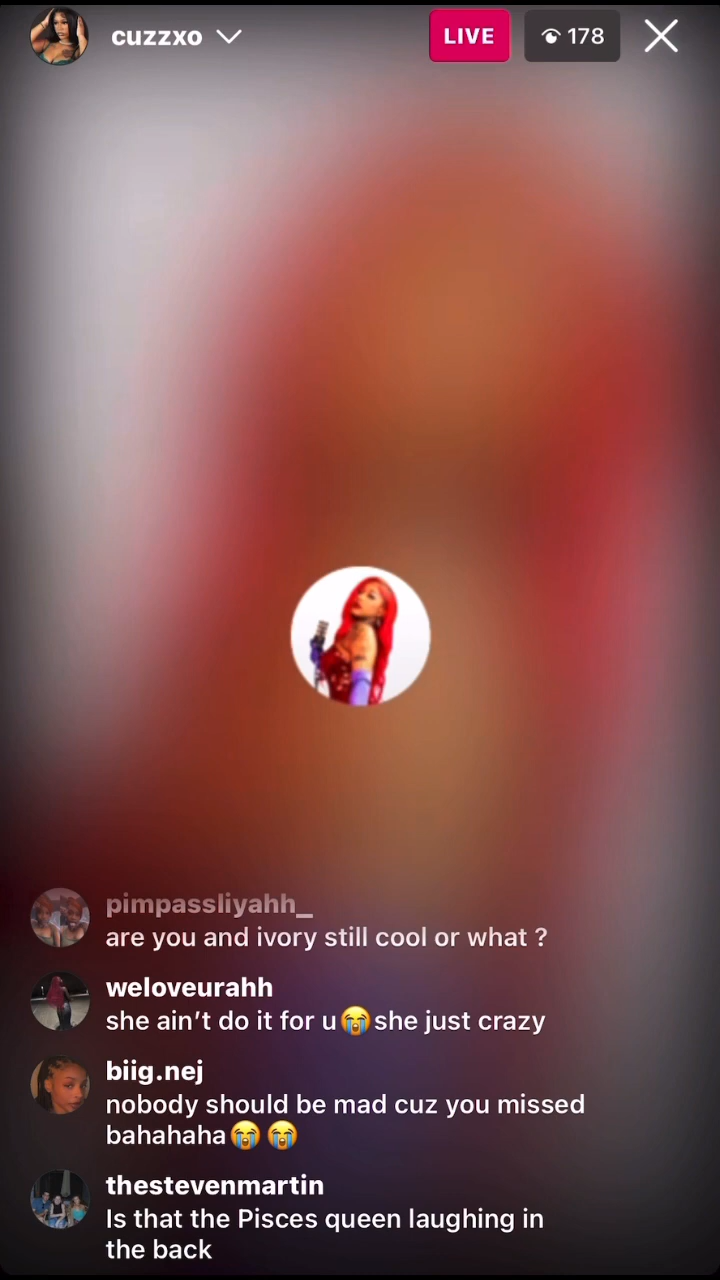 cuzzxo
LIVE
178
pimpassliyahh_
are you and ivory still cool or what ?
weloveurahh
she ain’t do it for u😭she just crazy
biig.nej
nobody should be mad cuz you missed
bahahaha😭😭
thestevenmartin
Is that the Pisces queen laughing in
the back